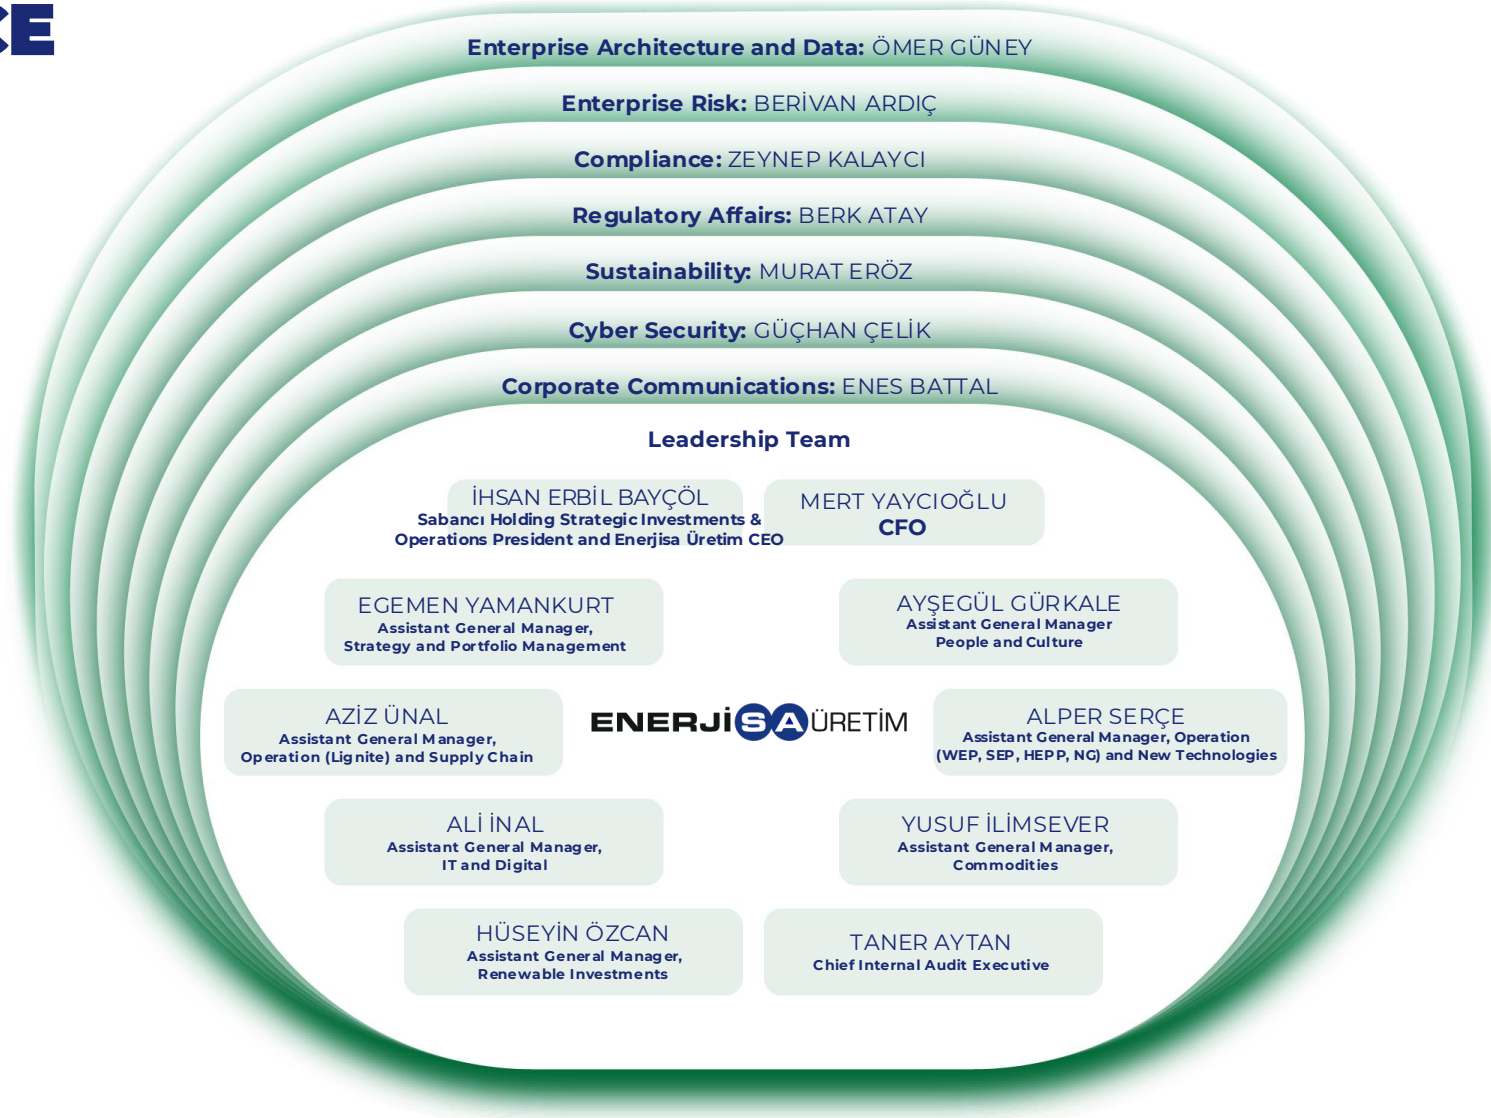 CE
Enterprise Architecture and Data: ÖMER GÜNEY
Enterprise Risk: BERİVAN ARDIÇ
Compliance: ZEYNEP KALAYCI
Regulatory Affairs: BERK ATAY
Sustainability: MURAT ERÖZ
Cyber Security: GÜÇHAN ÇELİK
Corporate Communications: ENES BATTAL
Leadership Team
İHSAN ERBİL BAYÇÖL
Sabancı Holding Strategic Investments &
Operations President and Enerjisa Üretim CEO
MERT YAYCIOĞLU
CFO
EGEMEN YAMANKURT
Assistant General Manager,
Strategy and Portfolio Management
AYŞEGÜL GÜRKALE
Assistant General Manager
People and Culture
AZİZ ÜNAL
Assistant General Manager,
Operation (Lignite) and Supply Chain
ENERJİSA ÜRETİM
ALPER SERÇE
Assistant General Manager, Operation
(WEP, SEP, HEPP, NG) and New Technologies
ALİ İNAL
Assistant General Manager,
IT and Digital
YUSUF İLİMSEVER
Assistant General Manager,
Commodities
HÜSEYİN ÖZCAN
Assistant General Manager,
Renewable Investments
TANER AYTAN
Chief Internal Audit Executive